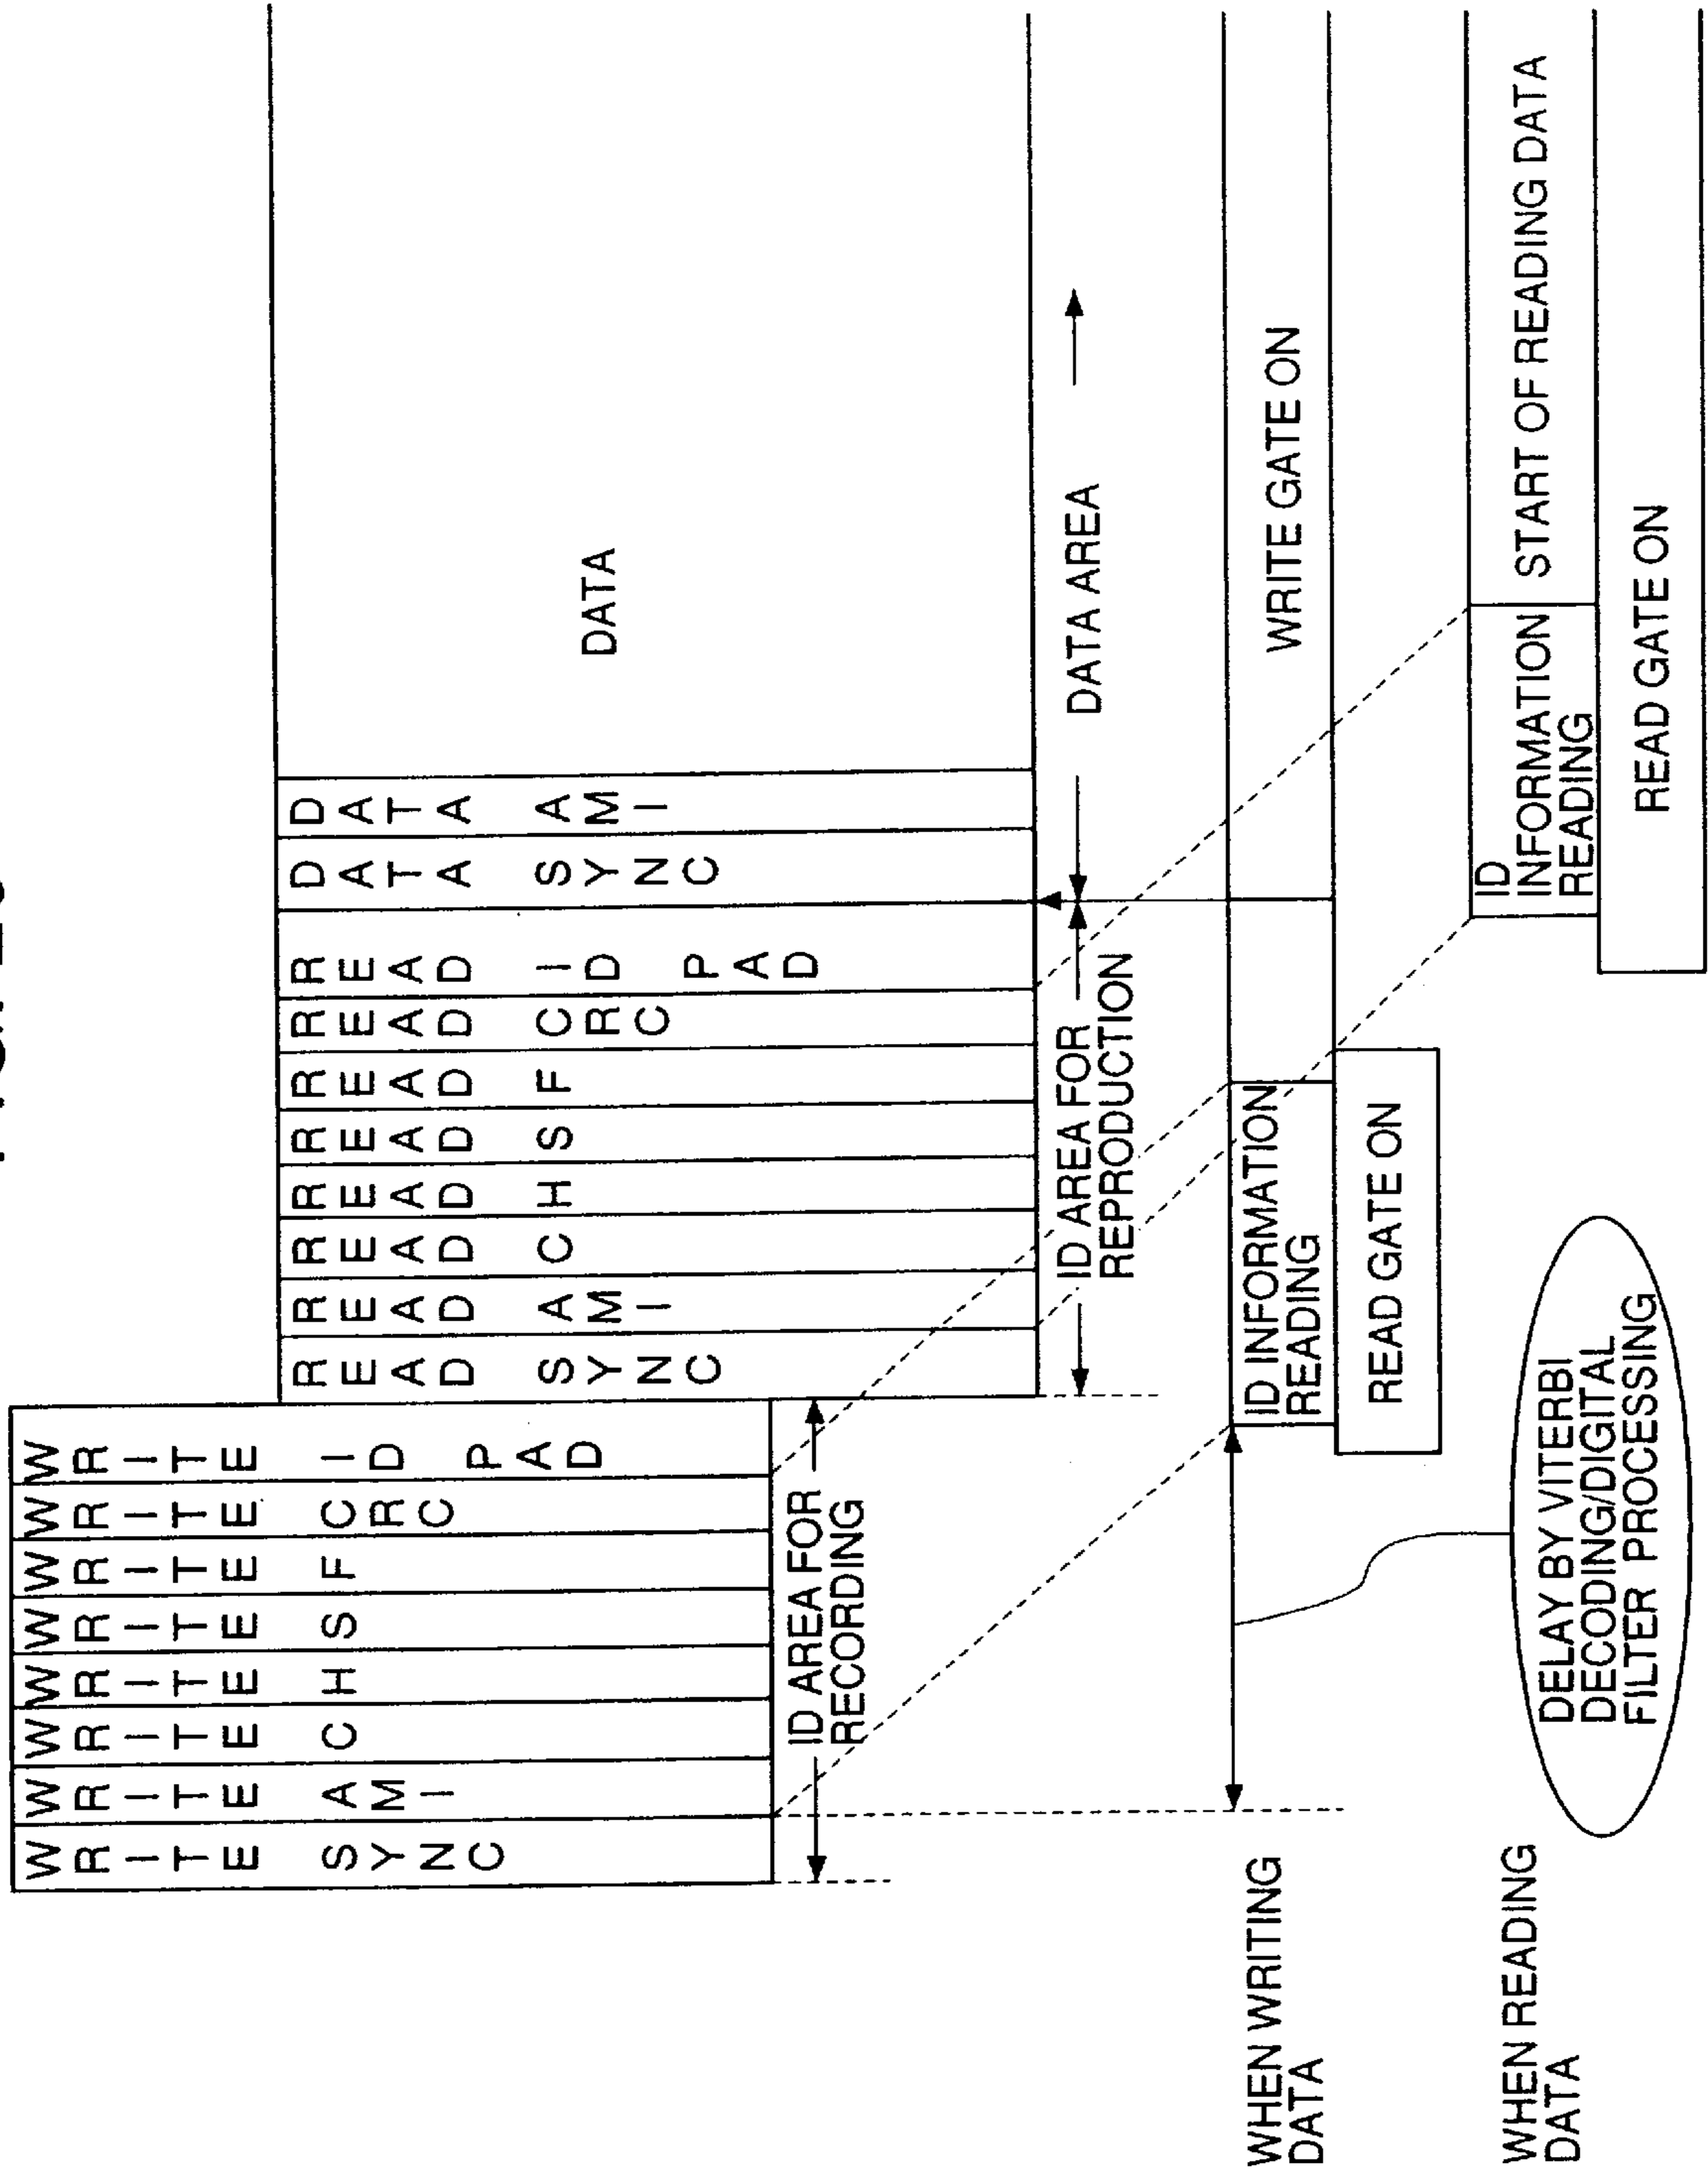 WRITE SYNC
WRITE AMI
WRITE C
WRITE H
WRITE S
WRITE F
WRITE CRC
WRITE ID PAD
READ SYNC
READ AMI
READ C
READ H
READ S
READ F
READ CRC
READ ID PAD
DATA SYNC
DATA AMI
DATA
ID AREA FOR
RECORDING
ID AREA FOR
REPRODUCTION
DATA AREA
WHEN WRITING
DATA
ID INFORMATION
READING
WRITE GATE ON
READ GATE ON
WHEN READING
DATA
DELAY BY VITERBI
DECODING/DIGITAL
FILTER PROCESSING
ID
INFORMATION
READING
START OF READING DATA
READ GATE ON